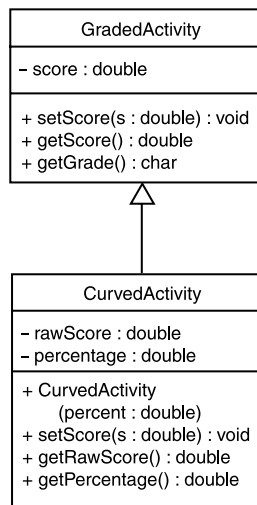 GradedActivity
– score : double
+ setScore(s : double) : void
+ getScore() : double
+ getGrade() : char
CurvedActivity
– rawScore : double
– percentage : double
+ CurvedActivity
(percent : double)
+ setScore(s : double) : void
+ getRawScore() : double
+ getPercentage() : double